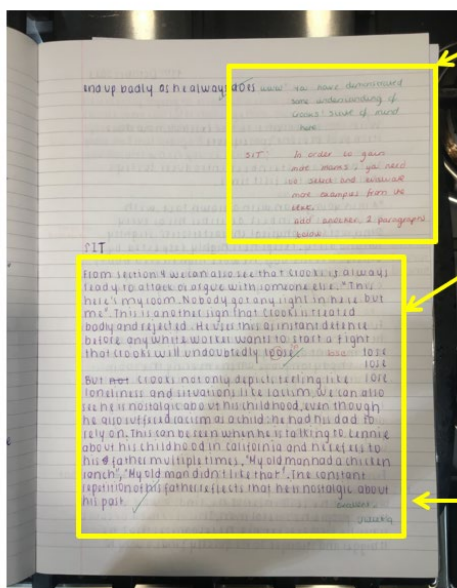 end up badly as he always does
WWW: You have demonstrated
some understanding of
Crooks' state of mind
here.
SIT: In order to gain
more marks, you need
to select and evaluate
more examples from the
text.
Add another 2 paragraphs
below.
SIT
From section 4 we can also see that Crooks is always
ready to attack or argue with someone else. "This
here's my room. Nobody got any right in here but
me". This is another sign that Crooks is treated
badly and rejected. He uses this as instant defence
before any white worker wants to start a fight
that Crooks will undoubtedly loose. lose lose
lose
But not Crooks not only depicts feeling like lose
loneliness and situations like racism, we can also
see he is nostalgic about his childhood, even though
he also suffered racism as a child: he had his dad to
rely on. This can be seen when he is talking to Lennie
about his childhood in California and he refers to
his father multiple times. "My old man had a chicken
ranch", "My old man didn't like that". The constant
repetition of his father reflects that he is nostalgic about
his past.